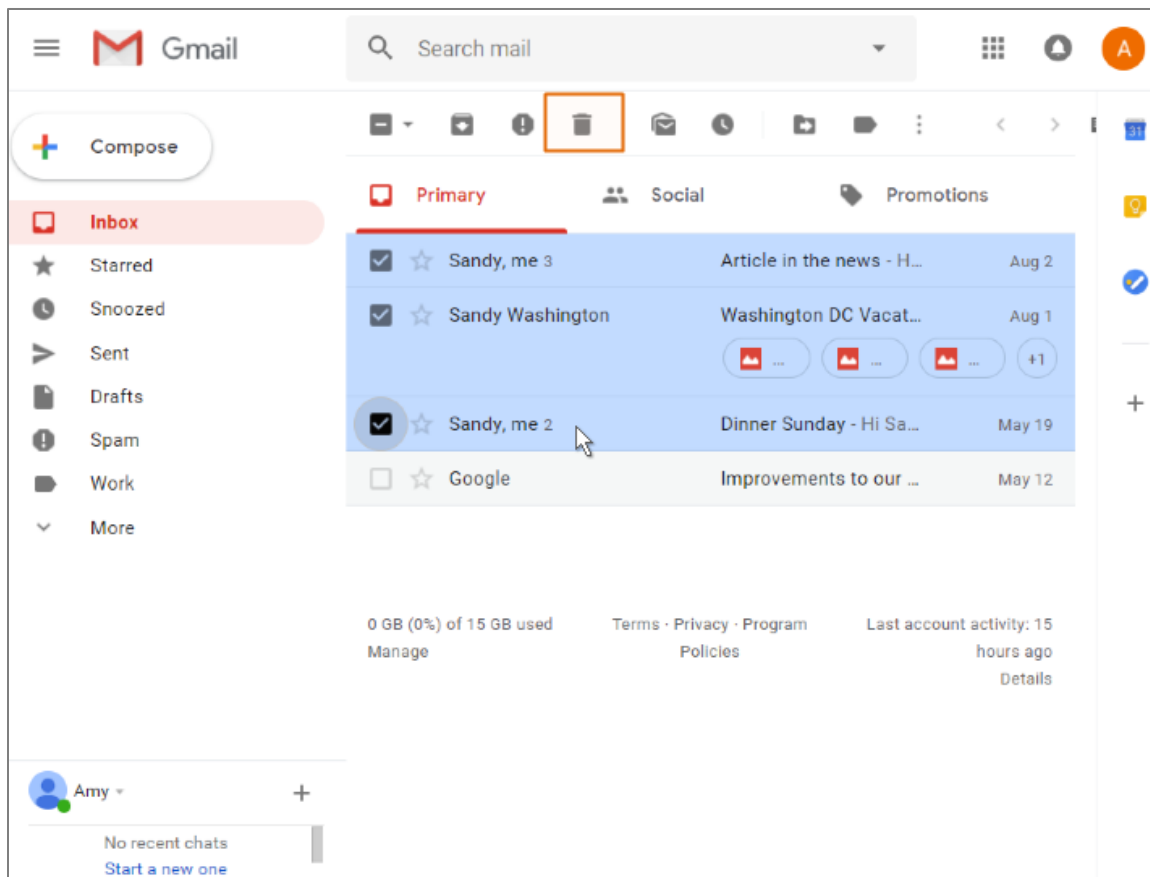 Gmail
Search mail
A
Compose
31
Primary
Social
Promotions
Inbox
Starred
Snoozed
Sent
Drafts
Spam
Work
More
Sandy, me 3 Article in the news - H... Aug 2
Sandy Washington Washington DC Vacat... Aug 1
... ... ... +1
Sandy, me 2 Dinner Sunday - Hi Sa... May 19
Google Improvements to our ... May 12
0 GB (0%) of 15 GB used
Manage
Terms · Privacy · Program
Policies
Last account activity: 15
hours ago
Details
Amy
No recent chats
Start a new one